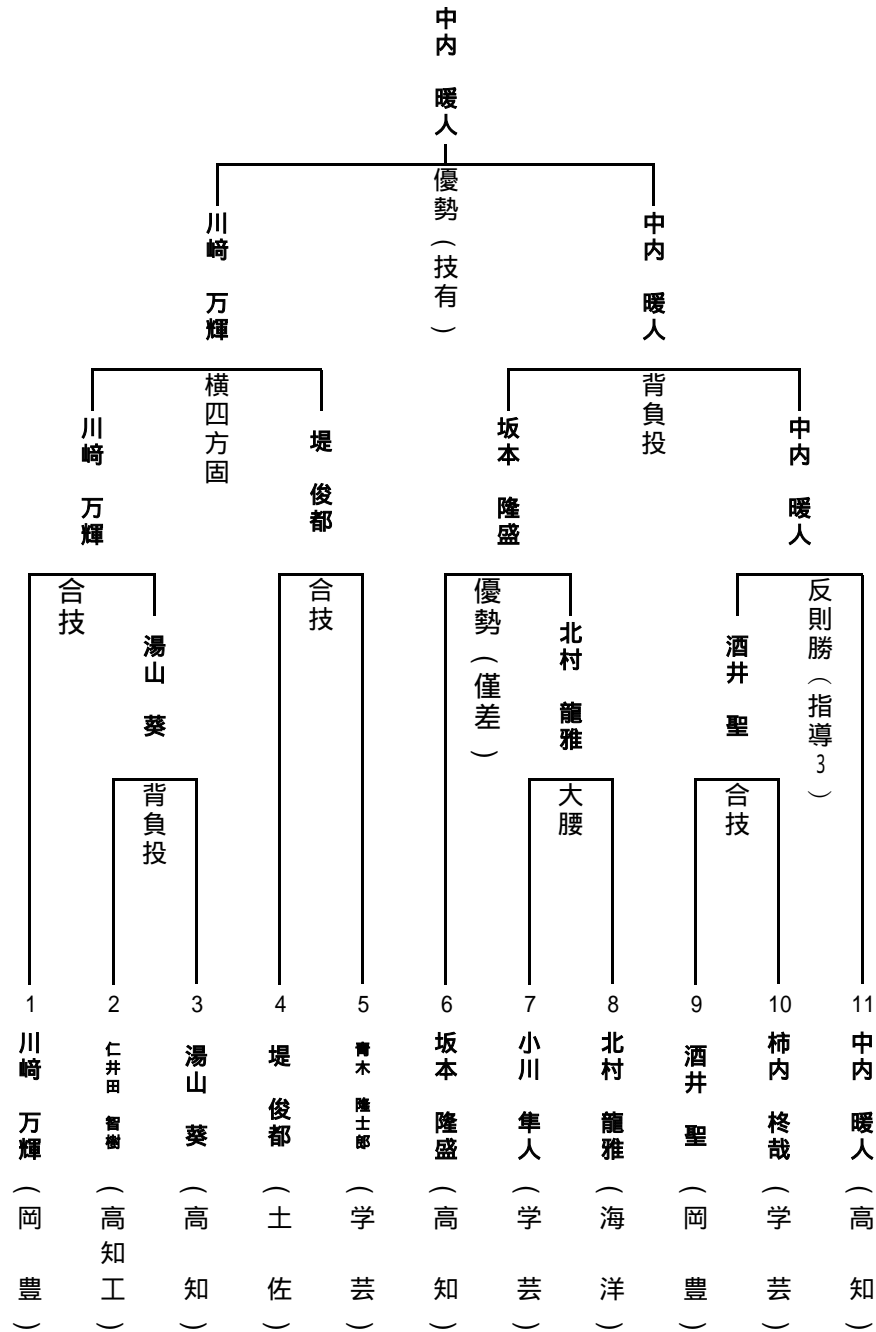 中内 暖人
優勢(技有)
川﨑 万輝
中内 暖人
横四方固
背負投
川﨑 万輝
堤 俊都
坂本 隆盛
中内 暖人
合技
合技
優勢(僅差)
反則勝(指導3)
湯山 葵
北村 龍雅
酒井 聖
背負投
大腰
合技
1
2
3
4
5
6
7
8
9
10
11
川﨑 万輝
仁井田 智樹
湯山 葵
堤 俊都
青木 隆士郎
坂本 隆盛
小川 隼人
北村 龍雅
酒井 聖
柿内 柊哉
中内 暖人
(岡豊)
(高知工)
(高知)
(土佐)
(学芸)
(高知)
(学芸)
(海洋)
(岡豊)
(学芸)
(高知)